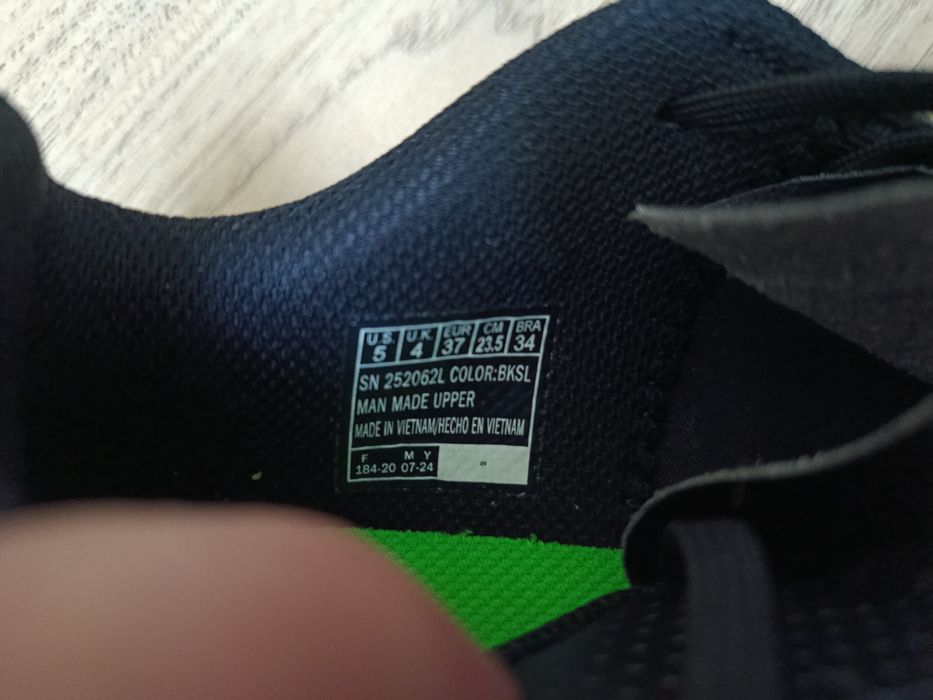 U.S. U.K. EUR CM BRA
5 4 37 23.5 34
SN 252062L COLOR:BKSL
MAN MADE UPPER
MADE IN VIETNAM/HECHO EN VIETNAM
F M Y
184-20 07-24